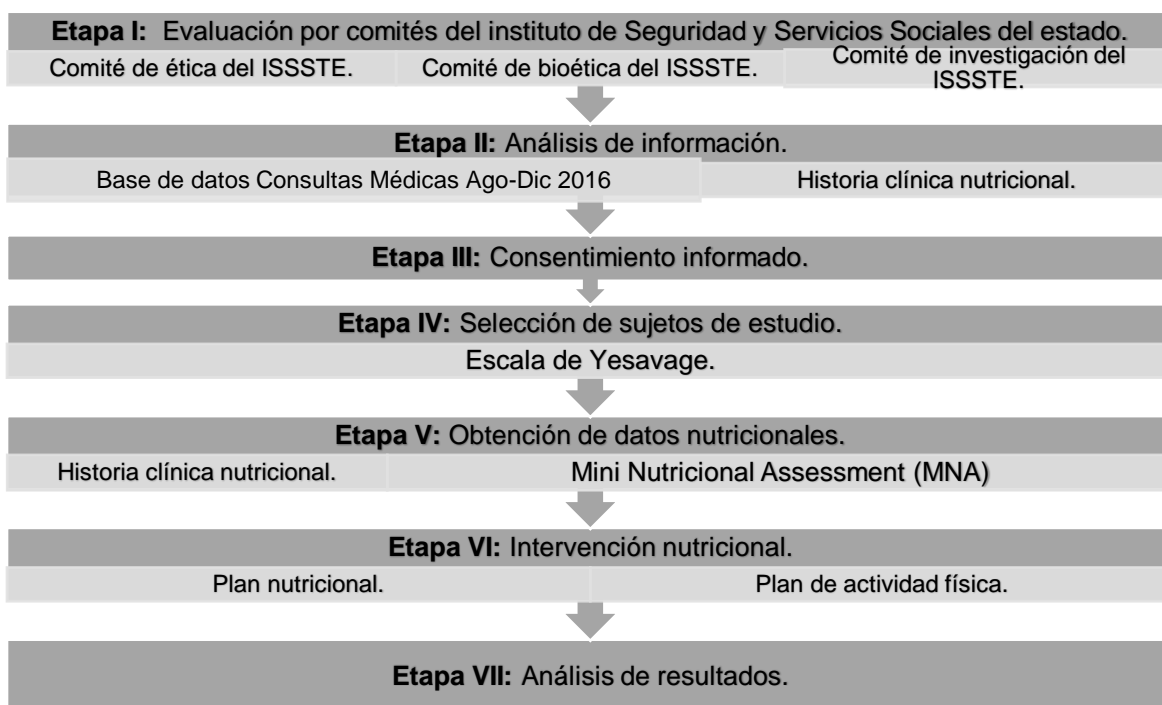 Etapa I: Evaluación por comités del instituto de Seguridad y Servicios Sociales del estado.
Comité de ética del ISSSTE.
Comité de bioética del ISSSTE.
Comité de investigación del
ISSSTE.
Etapa II: Análisis de información.
Base de datos Consultas Médicas Ago-Dic 2016
Historia clínica nutricional.
Etapa III: Consentimiento informado.
Etapa IV: Selección de sujetos de estudio.
Escala de Yesavage.
Etapa V: Obtención de datos nutricionales.
Historia clínica nutricional.
Mini Nutricional Assessment (MNA)
Etapa VI: Intervención nutricional.
Plan nutricional.
Plan de actividad física.
Etapa VII: Análisis de resultados.